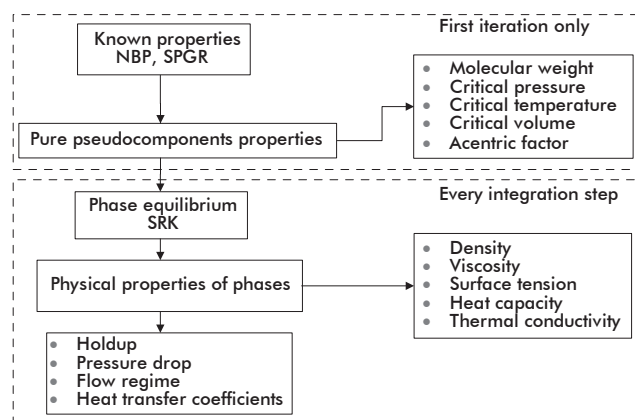 First iteration only
Known properties
NBP, SPGR
• Molecular weight
• Critical pressure
• Critical temperature
• Critical volume
• Acentric factor
Pure pseudocomponents properties
Every integration step
Phase equilibrium
SRK
• Density
• Viscosity
• Surface tension
• Heat capacity
• Thermal conductivity
Physical properties of phases
• Holdup
• Pressure drop
• Flow regime
• Heat transfer coefficients